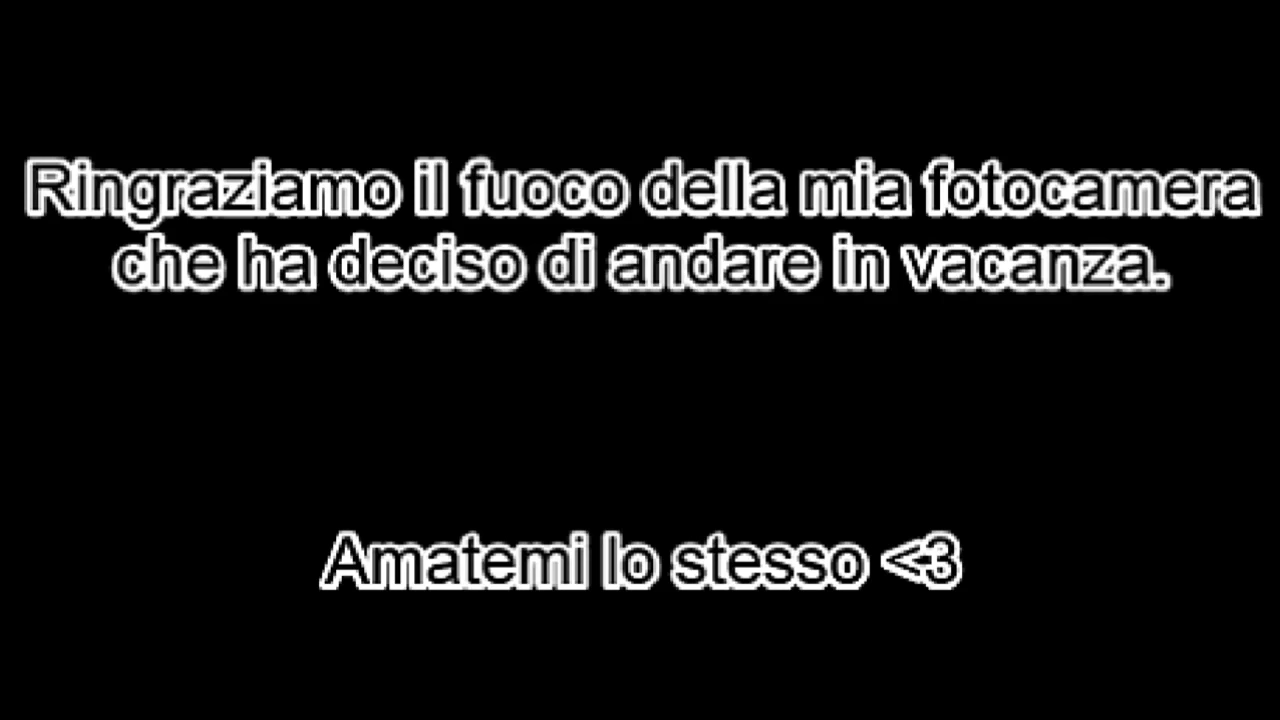 Ringraziamo il fuoco della mia fotocamera
che ha deciso di andare in vacanza.
Amatemi lo stesso <3